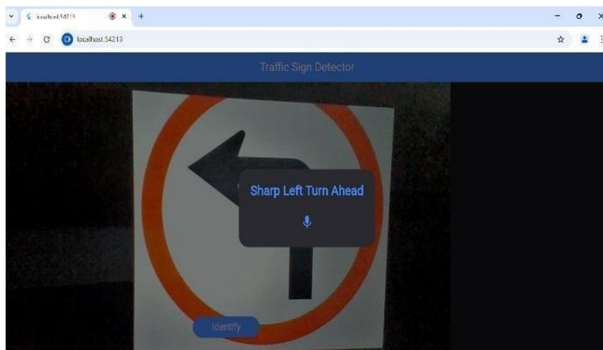 localhost:54213
localhost:54213
Traffic Sign Detector
Sharp Left Turn Ahead
Identify